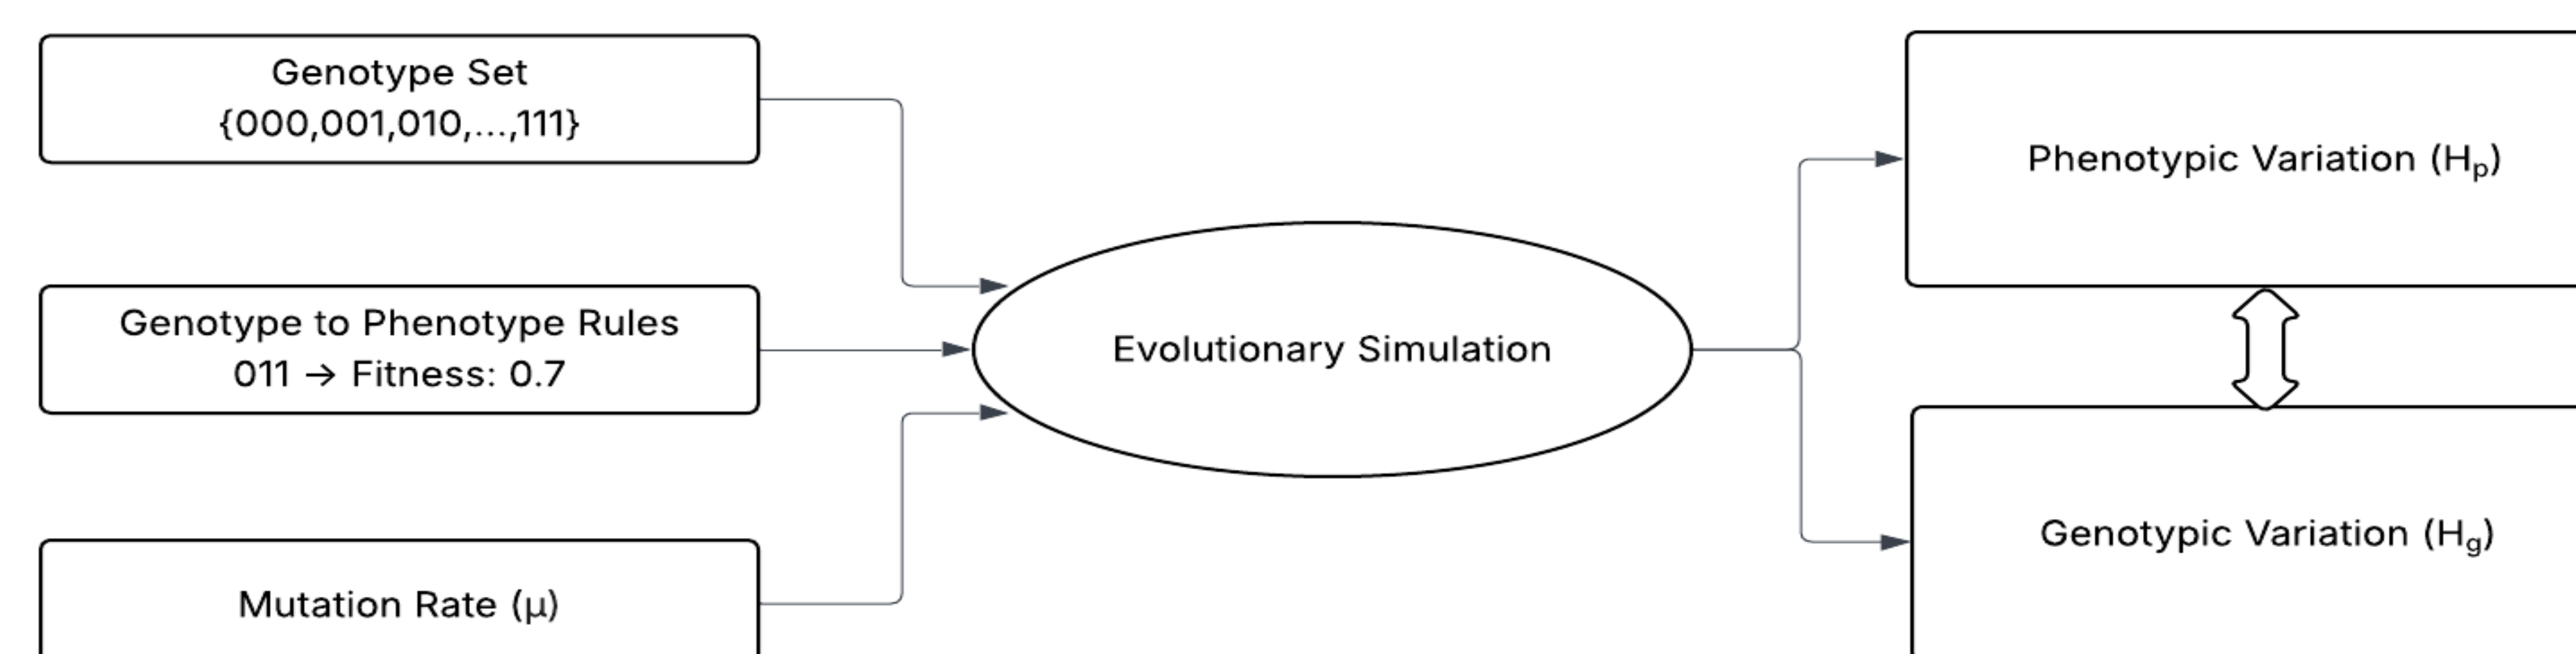 Genotype Set
{000,001,010,...,111}
Genotype to Phenotype Rules
011 → Fitness: 0.7
Mutation Rate (μ)
Evolutionary Simulation
Phenotypic Variation (Hₚ)
Genotypic Variation (H_g)